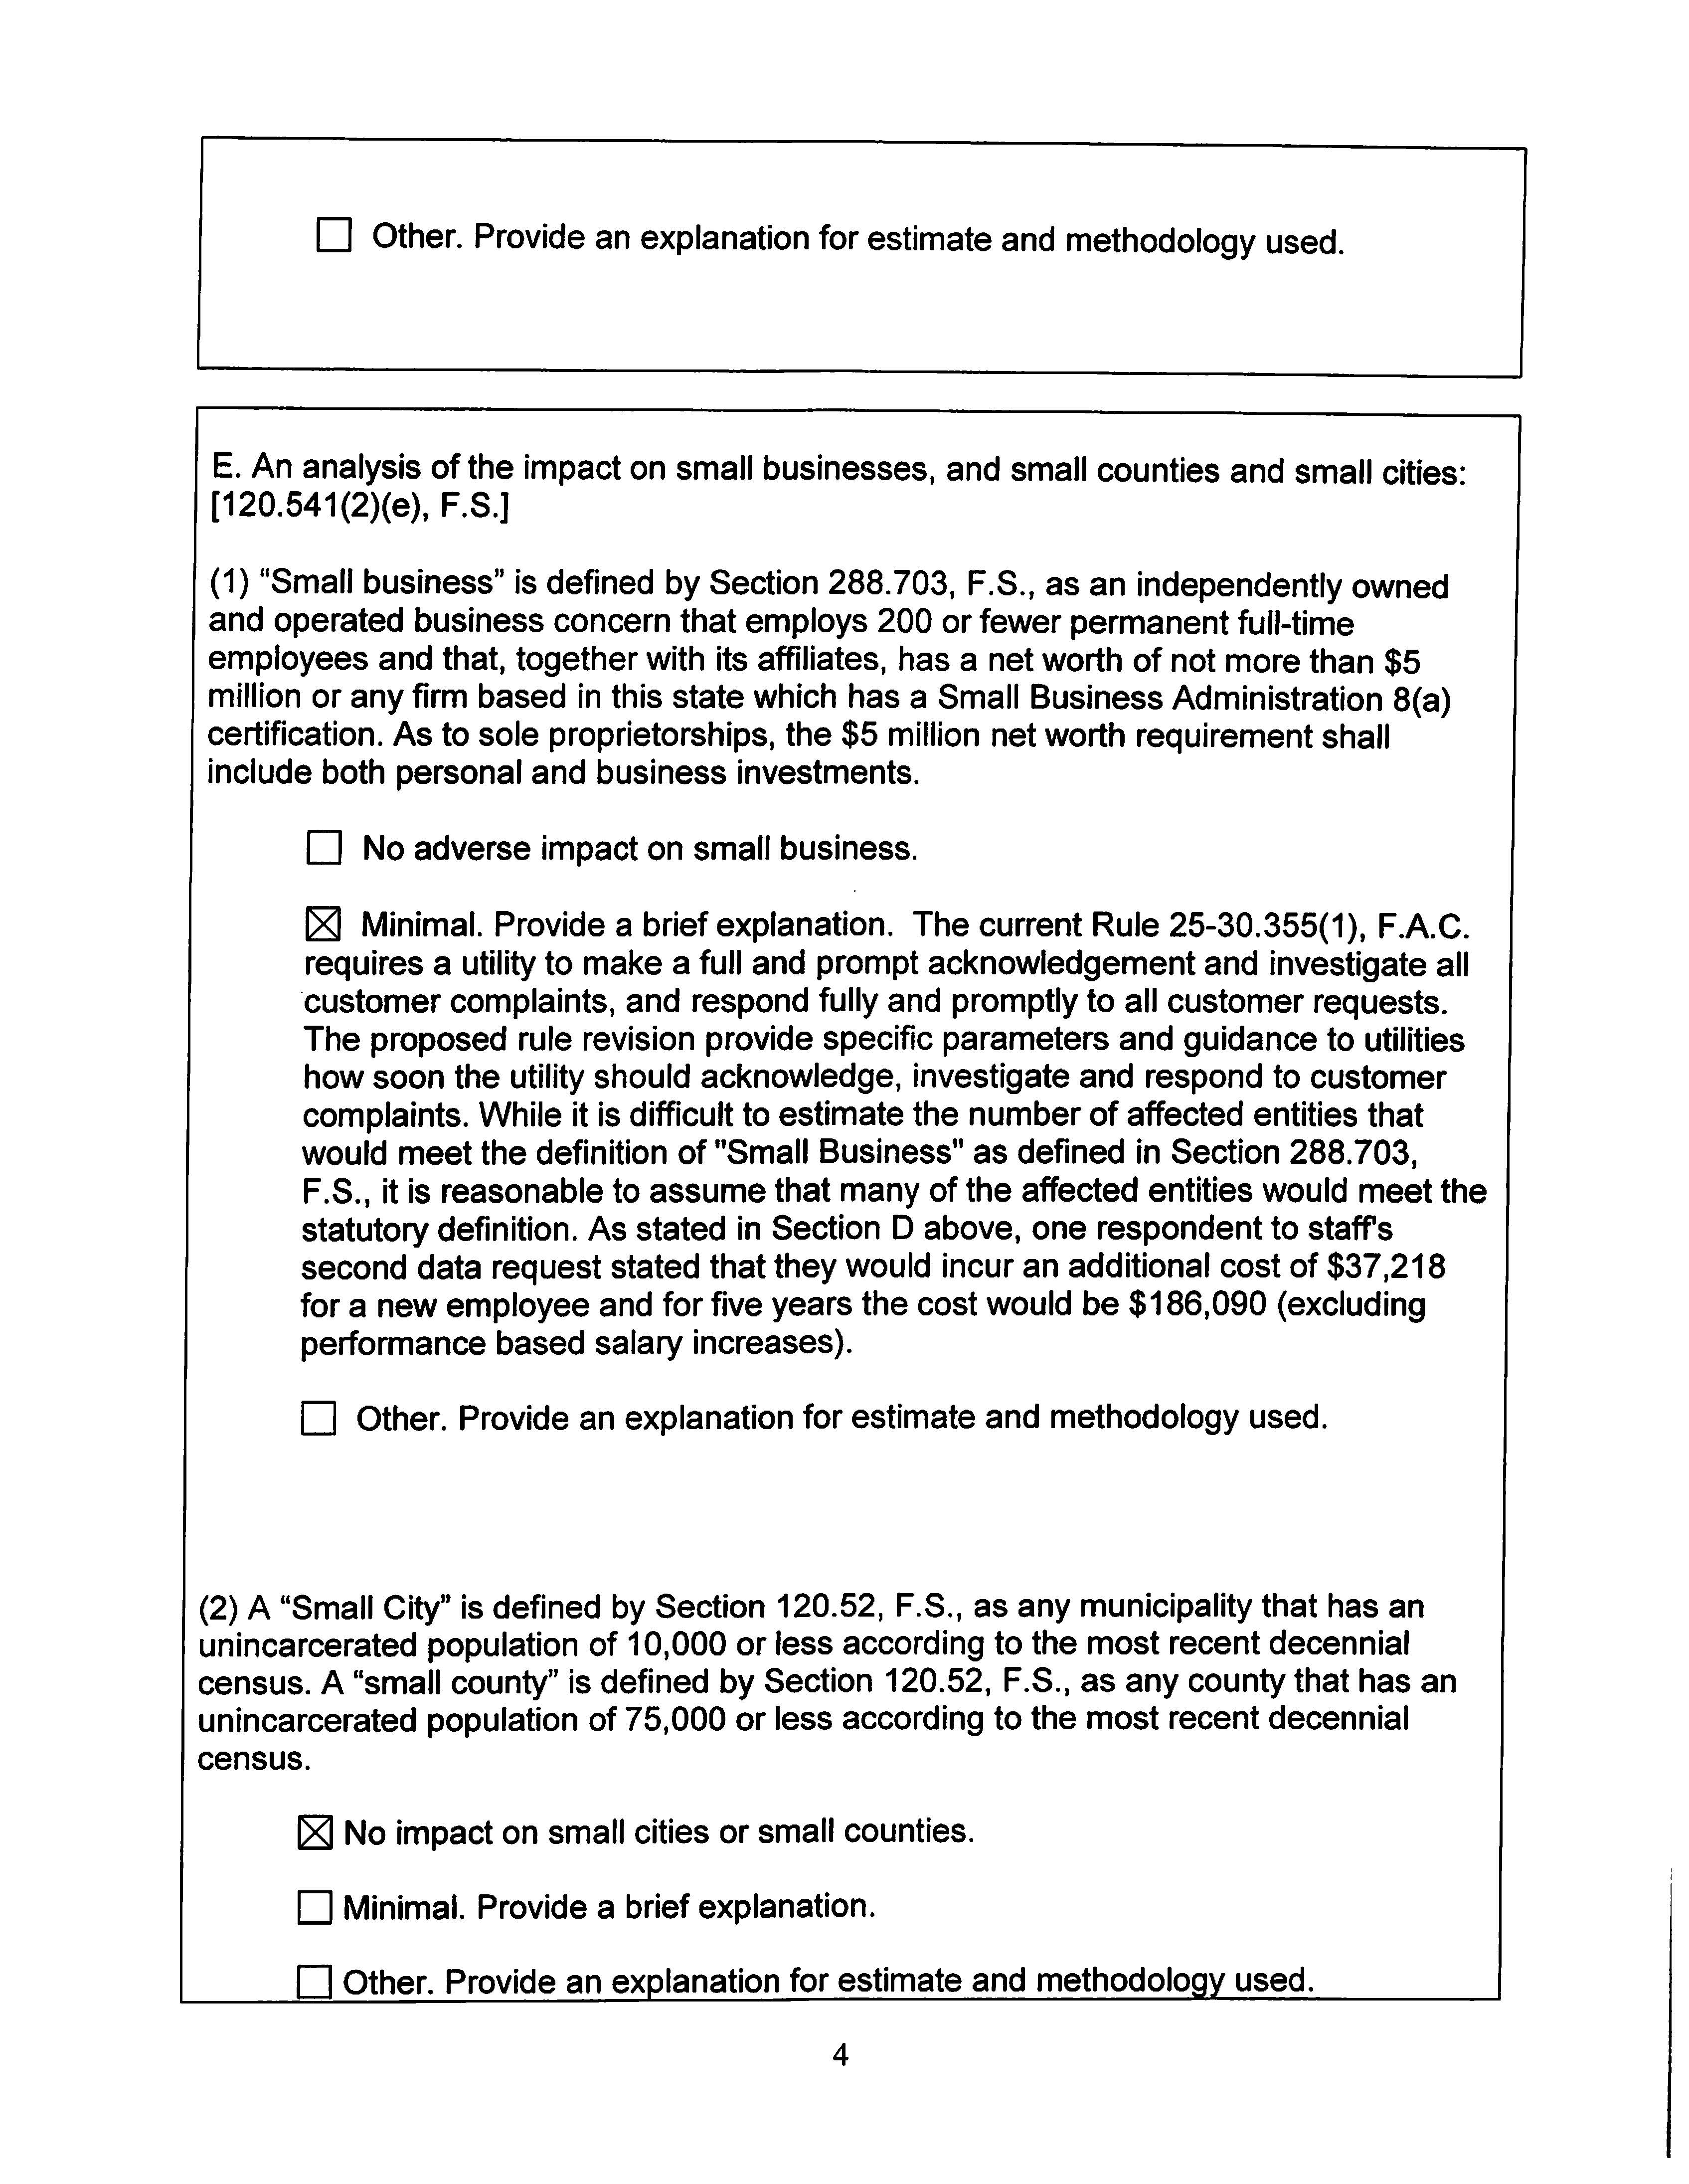 ☐ Other. Provide an explanation for estimate and methodology used.
E. An analysis of the impact on small businesses, and small counties and small cities:
[120.541(2)(e), F.S.]
(1) “Small business” is defined by Section 288.703, F.S., as an independently owned
and operated business concern that employs 200 or fewer permanent full-time
employees and that, together with its affiliates, has a net worth of not more than $5
million or any firm based in this state which has a Small Business Administration 8(a)
certification. As to sole proprietorships, the $5 million net worth requirement shall
include both personal and business investments.
☐ No adverse impact on small business.
☒ Minimal. Provide a brief explanation. The current Rule 25-30.355(1), F.A.C.
requires a utility to make a full and prompt acknowledgement and investigate all
customer complaints, and respond fully and promptly to all customer requests.
The proposed rule revision provide specific parameters and guidance to utilities
how soon the utility should acknowledge, investigate and respond to customer
complaints. While it is difficult to estimate the number of affected entities that
would meet the definition of "Small Business" as defined in Section 288.703,
F.S., it is reasonable to assume that many of the affected entities would meet the
statutory definition. As stated in Section D above, one respondent to staff's
second data request stated that they would incur an additional cost of $37,218
for a new employee and for five years the cost would be $186,090 (excluding
performance based salary increases).
☐ Other. Provide an explanation for estimate and methodology used.
(2) A “Small City” is defined by Section 120.52, F.S., as any municipality that has an
unincarcerated population of 10,000 or less according to the most recent decennial
census. A “small county” is defined by Section 120.52, F.S., as any county that has an
unincarcerated population of 75,000 or less according to the most recent decennial
census.
☒ No impact on small cities or small counties.
☐ Minimal. Provide a brief explanation.
☐ Other. Provide an explanation for estimate and methodology used.
4